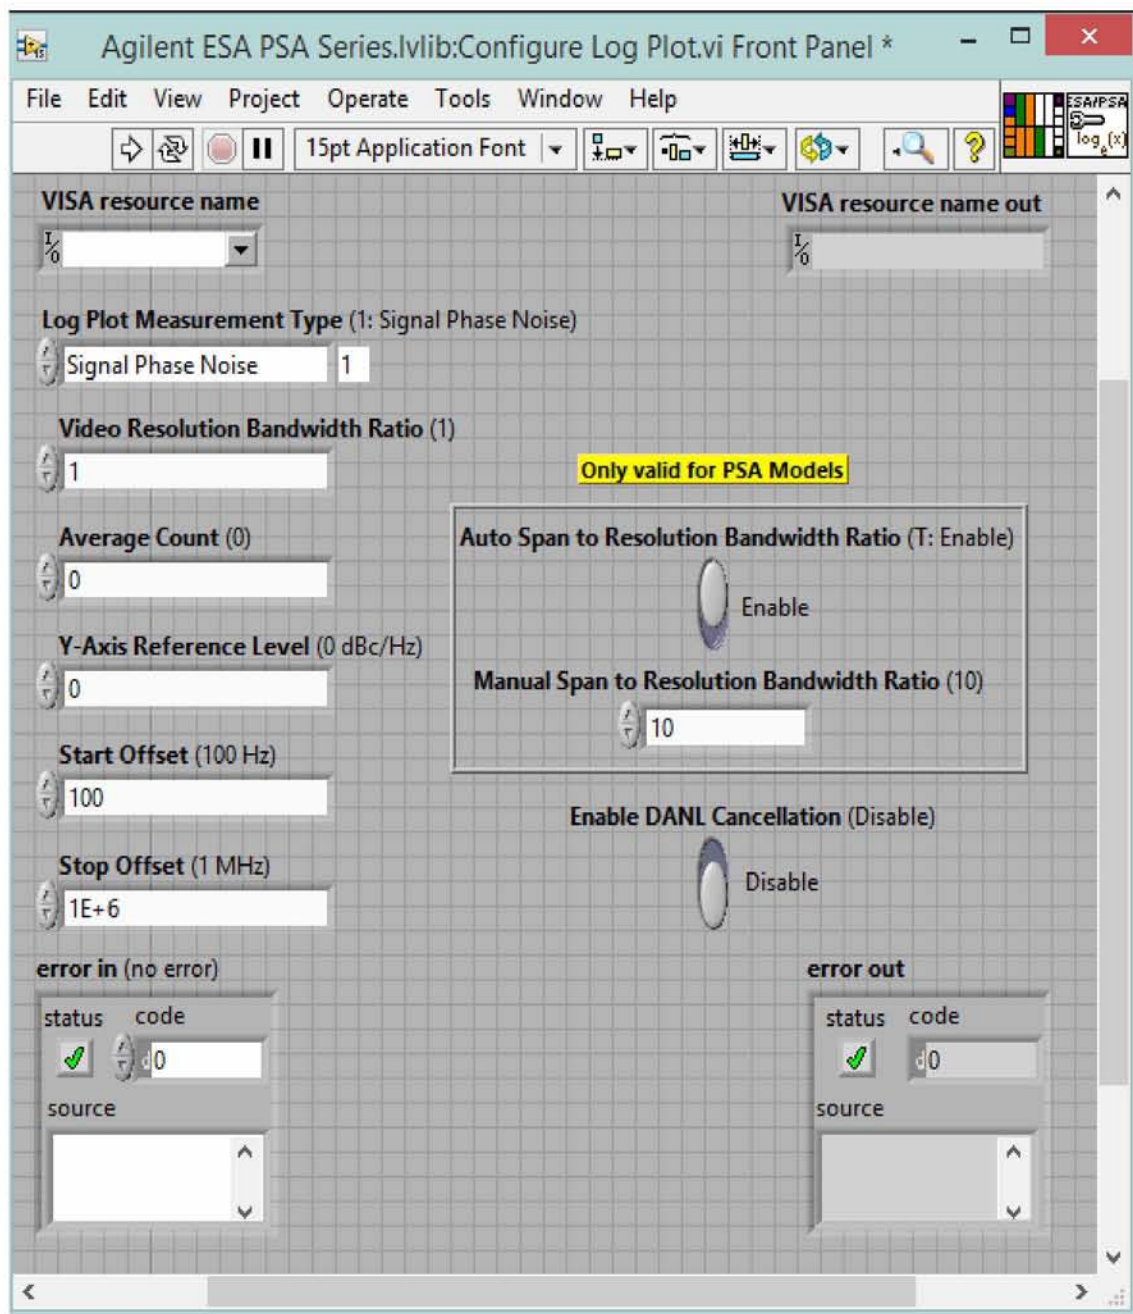 Agilent ESA PSA Series.lvlib:Configure Log Plot.vi Front Panel *
File Edit View Project Operate Tools Window Help
15pt Application Font
ESA/PSA
log e (x)
VISA resource name
VISA resource name out
I/O
I/O
Log Plot Measurement Type (1: Signal Phase Noise)
Signal Phase Noise 1
Video Resolution Bandwidth Ratio (1)
1
Only valid for PSA Models
Average Count (0)
0
Auto Span to Resolution Bandwidth Ratio (T: Enable)
Enable
Y-Axis Reference Level (0 dBc/Hz)
0
Manual Span to Resolution Bandwidth Ratio (10)
10
Start Offset (100 Hz)
100
Enable DANL Cancellation (Disable)
Disable
Stop Offset (1 MHz)
1E+6
error in (no error)
status code
d0
source
error out
status code
d0
source